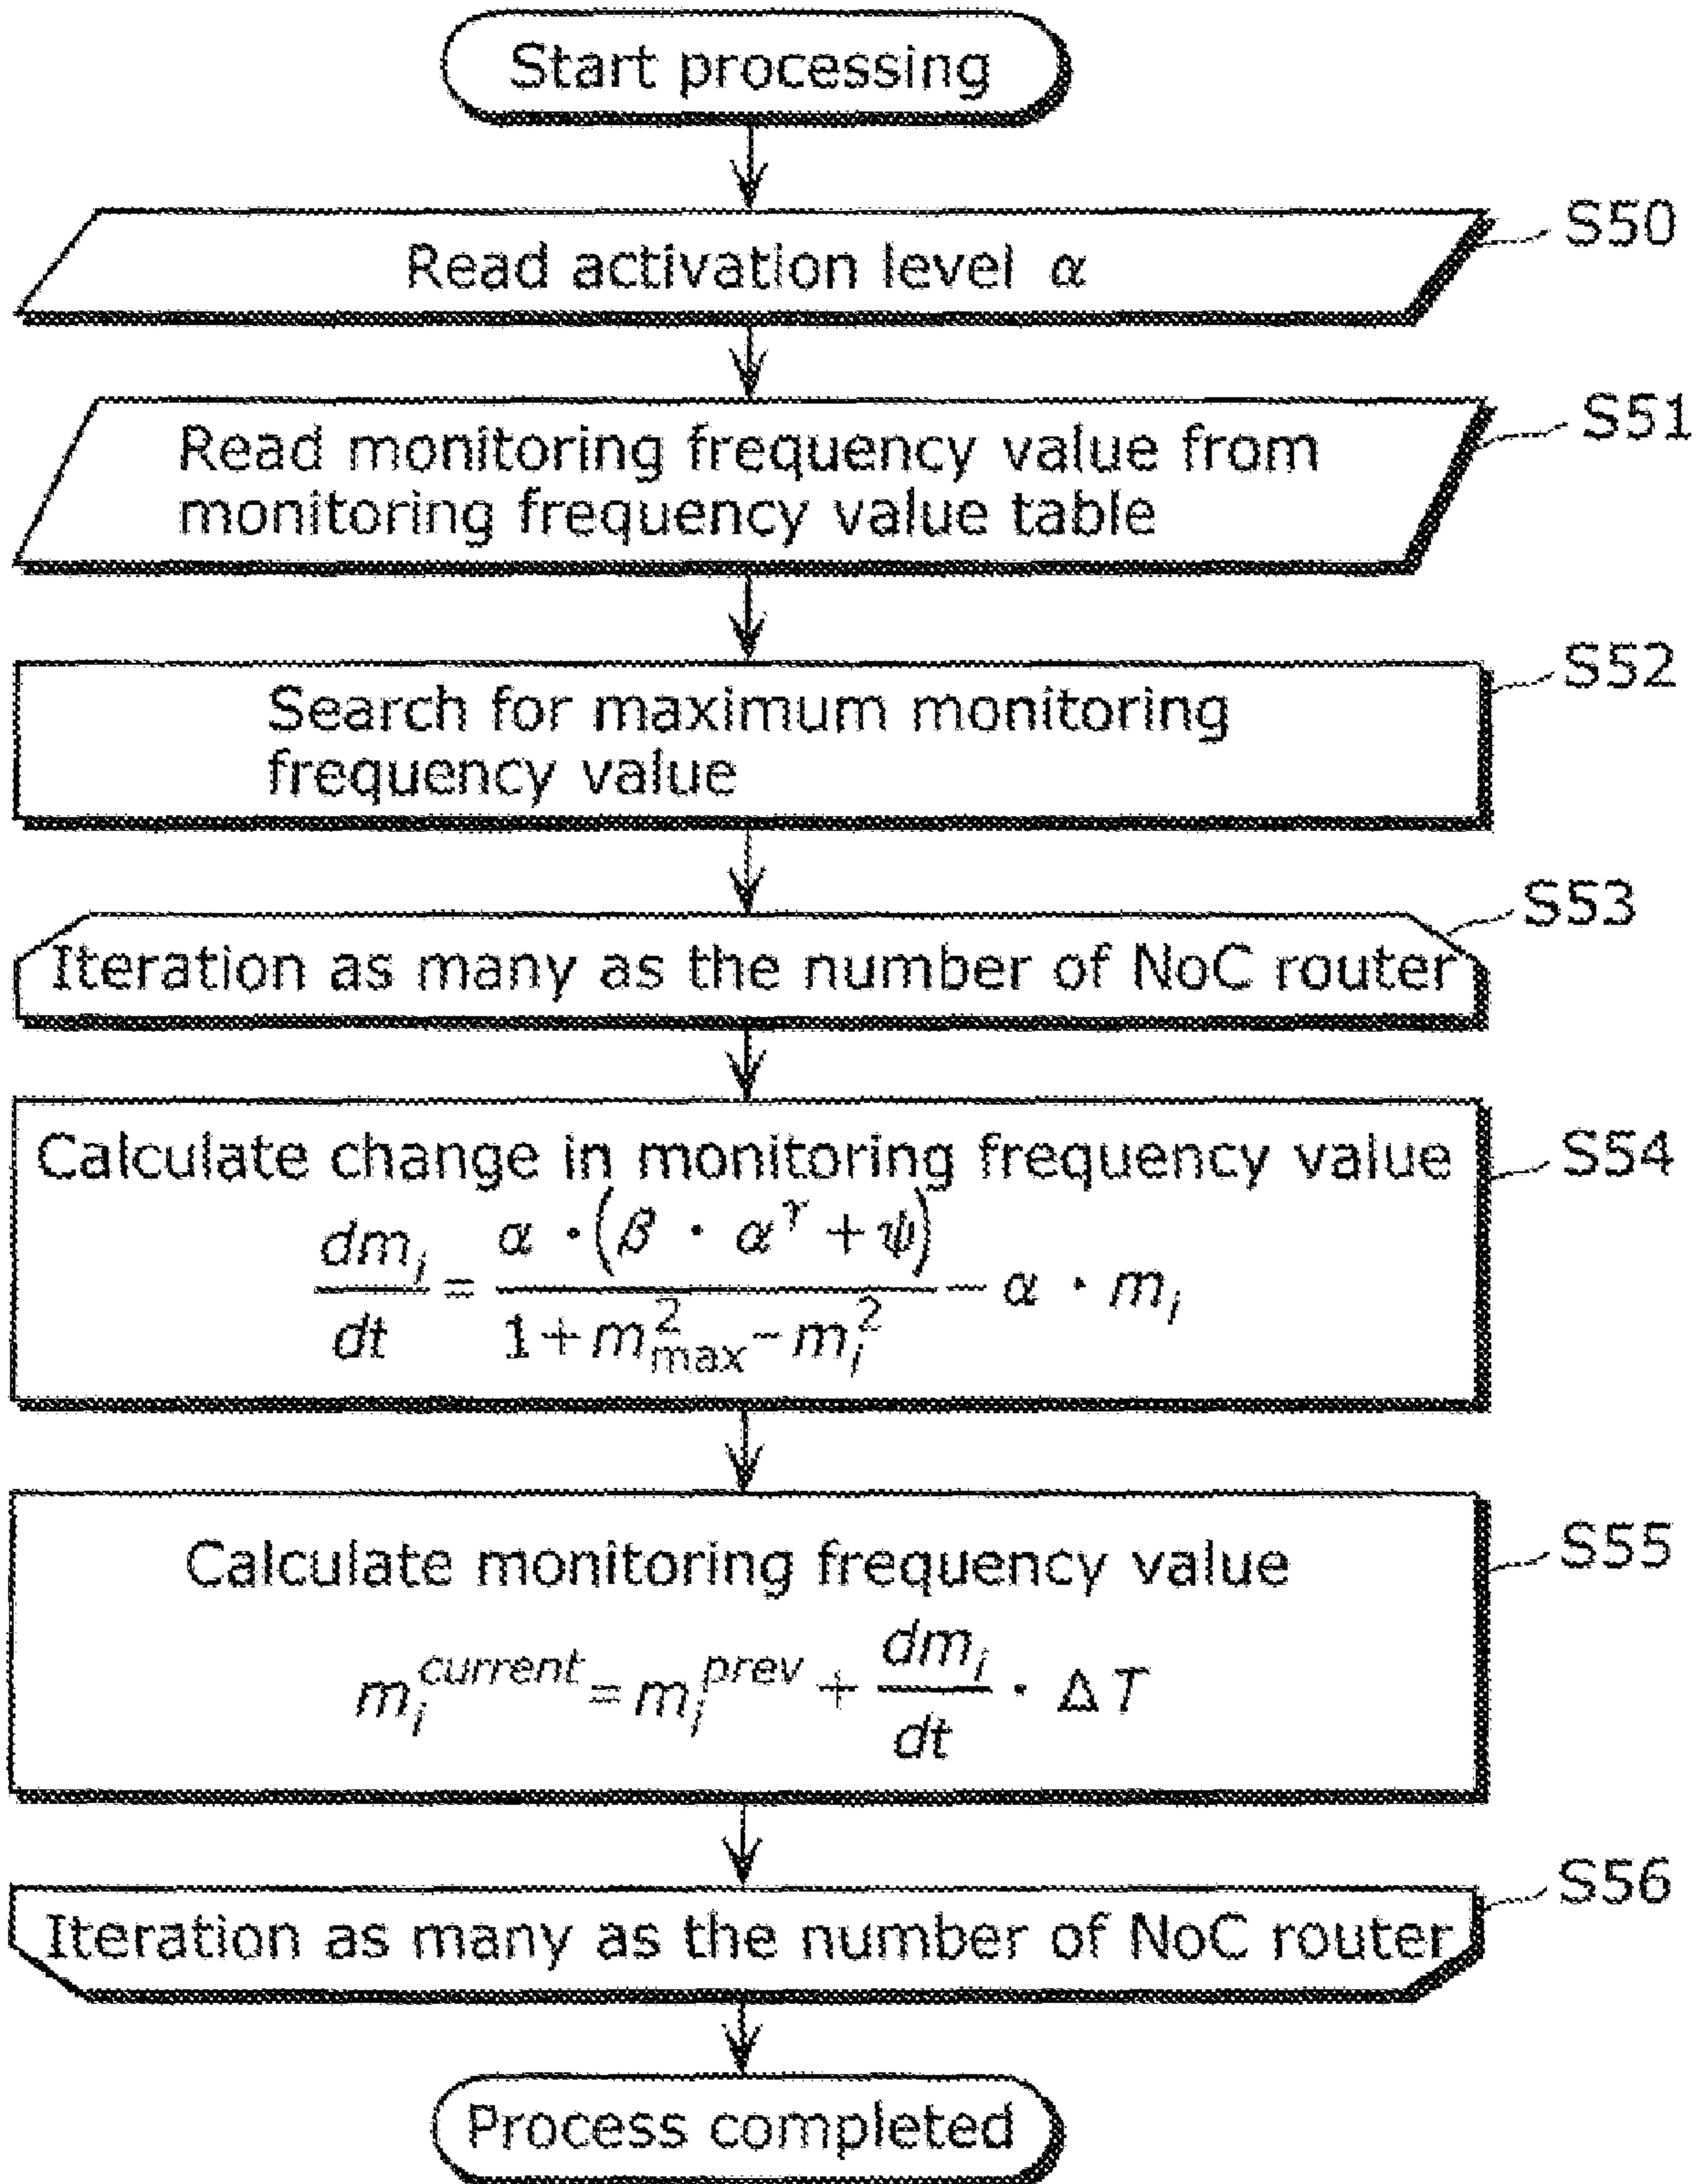 Start processing
S50
Read activation level α
S51
Read monitoring frequency value from
monitoring frequency value table
S52
Search for maximum monitoring
frequency value
S53
Iteration as many as the number of NoC router
S54
Calculate change in monitoring frequency value
dm_i/dt = α · (β · α^γ + ψ) / (1 + m_max^2 - m_i^2) - α · m_i
S55
Calculate monitoring frequency value
m_i^current = m_i^prev + dm_i/dt · ΔT
S56
Iteration as many as the number of NoC router
Process completed